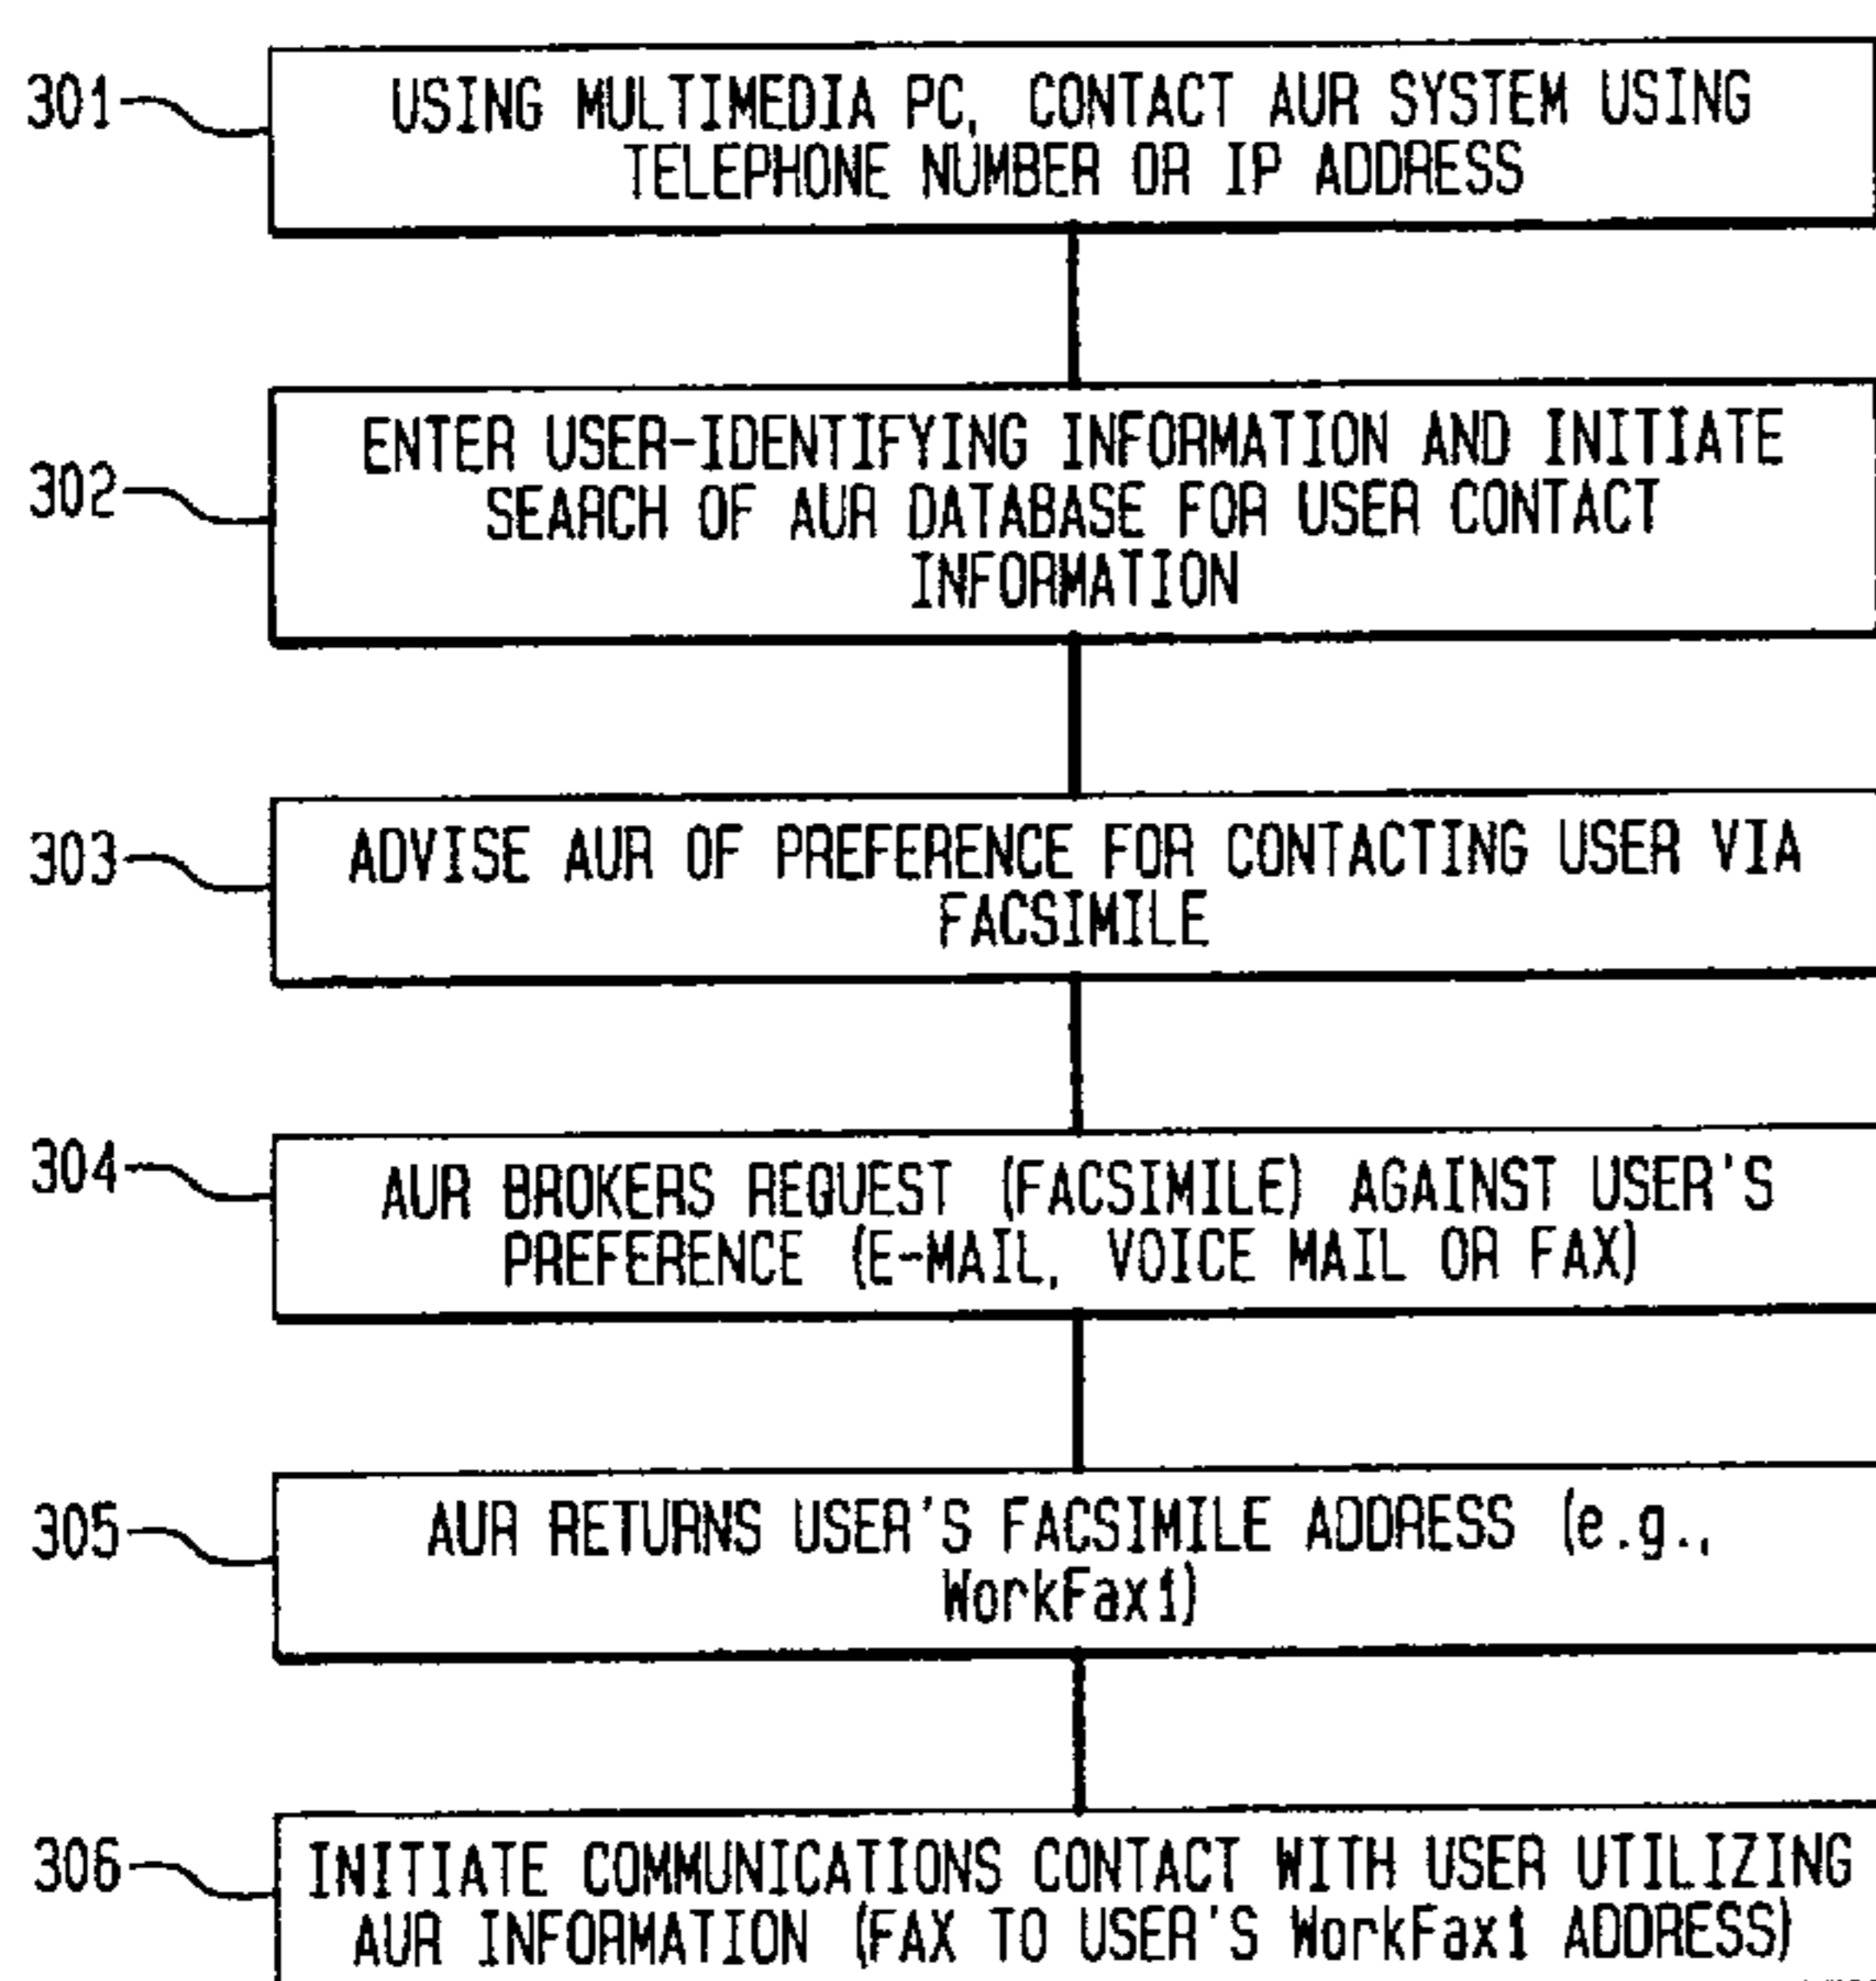 301
USING MULTIMEDIA PC, CONTACT AUR SYSTEM USING
TELEPHONE NUMBER OR IP ADDRESS
302
ENTER USER-IDENTIFYING INFORMATION AND INITIATE
SEARCH OF AUR DATABASE FOR USER CONTACT
INFORMATION
303
ADVISE AUR OF PREFERENCE FOR CONTACTING USER VIA
FACSIMILE
304
AUR BROKERS REQUEST (FACSIMILE) AGAINST USER'S
PREFERENCE (E-MAIL, VOICE MAIL OR FAX)
305
AUR RETURNS USER'S FACSIMILE ADDRESS (e.g.,
WorkFax1)
306
INITIATE COMMUNICATIONS CONTACT WITH USER UTILIZING
AUR INFORMATION (FAX TO USER'S WorkFax1 ADDRESS)